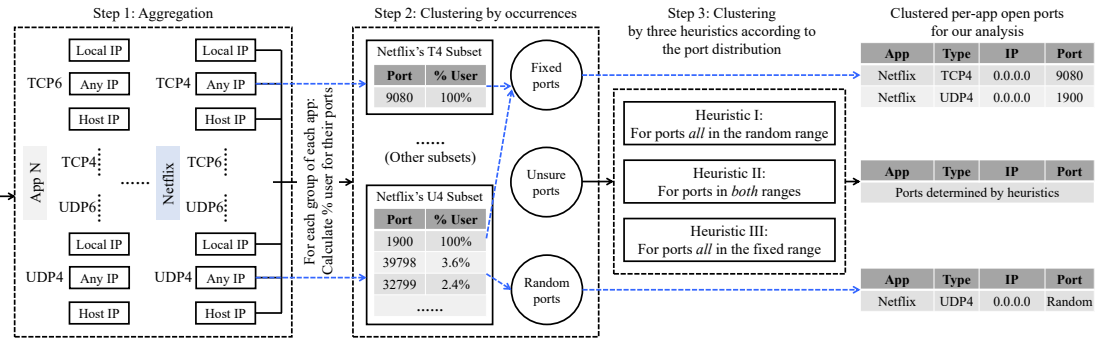 Step 1: Aggregation
Local IP
TCP6
Any IP
Host IP
App N
TCP4
UDP6
......
Local IP
UDP4
Any IP
Host IP
Local IP
TCP4
Any IP
Host IP
Netflix
TCP6
UDP6
Local IP
UDP4
Any IP
Host IP
For each group of each app:
Calculate % user for their ports
Step 2: Clustering by occurrences
Netflix's T4 Subset
Port % User
9080 100%
......
(Other subsets)
Netflix's U4 Subset
Port % User
1900 100%
39798 3.6%
32799 2.4%
......
Fixed
ports
Unsure
ports
Random
ports
Step 3: Clustering
by three heuristics according to
the port distribution
Heuristic I:
For ports all in the random range
Heuristic II:
For ports in both ranges
Heuristic III:
For ports all in the fixed range
Clustered per-app open ports
for our analysis
App Type IP Port
Netflix TCP4 0.0.0.0 9080
Netflix UDP4 0.0.0.0 1900
App Type IP Port
Ports determined by heuristics
App Type IP Port
Netflix UDP4 0.0.0.0 Random